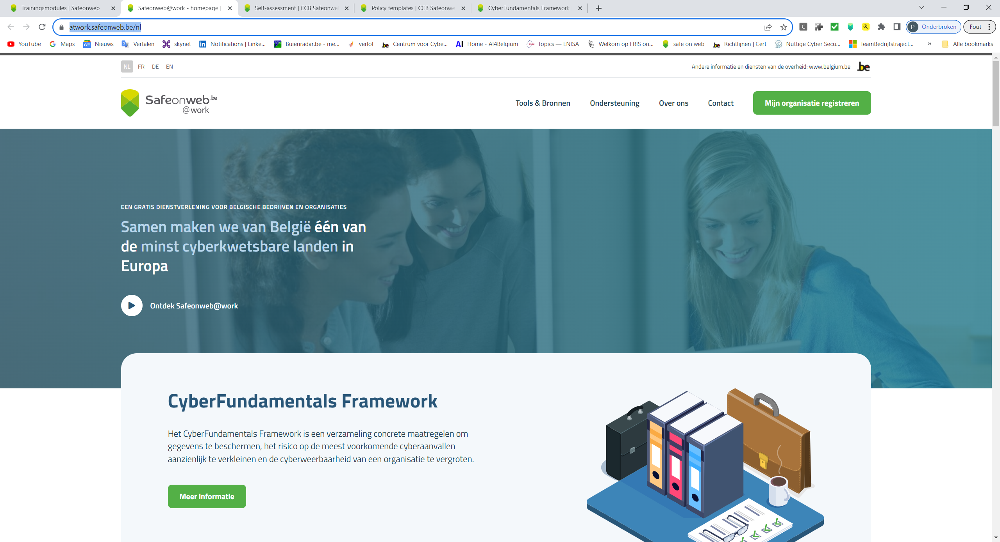 Trainingsmodules | Safeonweb
Safeonweb@work - homepage |
Self-assessment | CCB Safeonwe
Policy templates | CCB Safeonwe
CyberFundamentals Framework
atwork.safeonweb.be/nl
C
P
Onderbroken
Fout
YouTube
Maps
Nieuws
Vertalen
skynet
Notifications | Linke...
Buienradar.be - me...
verlof
.be
Centrum voor Cybe...
AI
Home - AI4Belgium
Topics — ENISA
Welkom op FRIS on...
safe on web
.be
Richtlijnen | Cert
Nuttige Cyber Secu...
TeamBedrijfstraject...
»
Alle bookmarks
NL FR DE EN
Andere informatie en diensten van de overheid: www.belgium.be
.be
Safeonweb.be
@work
Tools & Bronnen
Ondersteuning
Over ons
Contact
Mijn organisatie registreren
EEN GRATIS DIENSTVERLENING VOOR BELGISCHE BEDRIJVEN EN ORGANISATIES
Samen maken we van België één van
de minst cyberkwetsbare landen in
Europa
Ontdek Safeonweb@work
CyberFundamentals Framework
Het CyberFundamentals Framework is een verzameling concrete maatregelen om
gegevens te beschermen, het risico op de meest voorkomende cyberaanvallen
aanzienlijk te verkleinen en de cyberweerbaarheid van een organisatie te vergroten.
Meer informatie